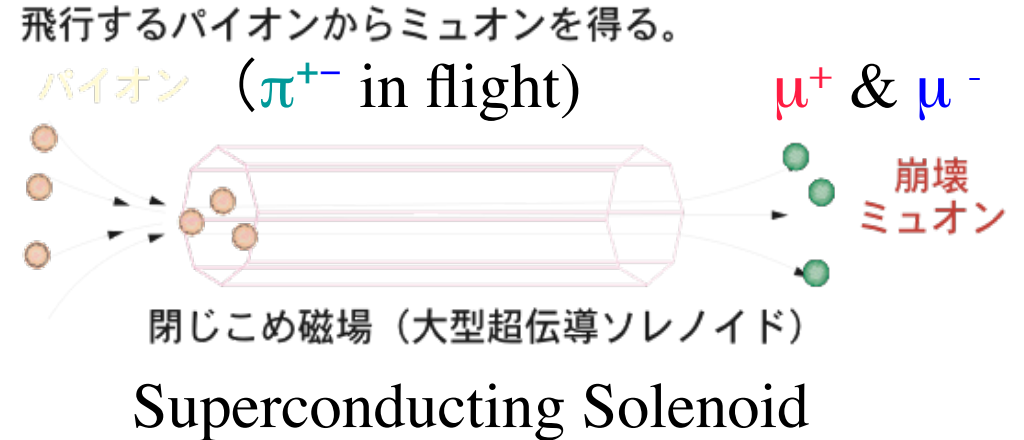 飛行するパイオンからミュオンを得る。
パイオン (π+− in flight) μ+ & μ -
崩壊
ミュオン
閉じこめ磁場（大型超伝導ソレノイド）
Superconducting Solenoid